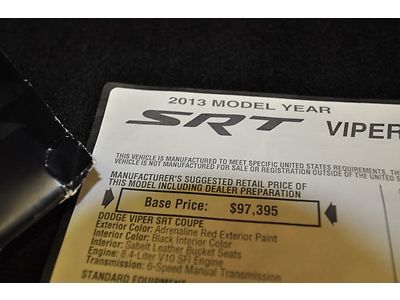 2013 MODEL YEAR
SRT VIPER
THIS VEHICLE IS MANUFACTURED TO MEET SPECIFIC UNITED STATES REQUIREMENTS. THIS
VEHICLE IS NOT MANUFACTURED FOR SALE OR REGISTRATION OUTSIDE OF THE UNITED
MANUFACTURER'S SUGGESTED RETAIL PRICE OF
THIS MODEL INCLUDING DEALER PREPARATION
Base Price: $97,395
DODGE VIPER SRT COUPE
Exterior Color: Adrenaline Red Exterior Paint
Interior Color: Black Interior Color
Interior: Sabelt Leather Bucket Seats
Engine: 8.4-Liter V10 SFI Engine
Transmission: 6-Speed Manual Transmission
STANDARD EQUIPMENT